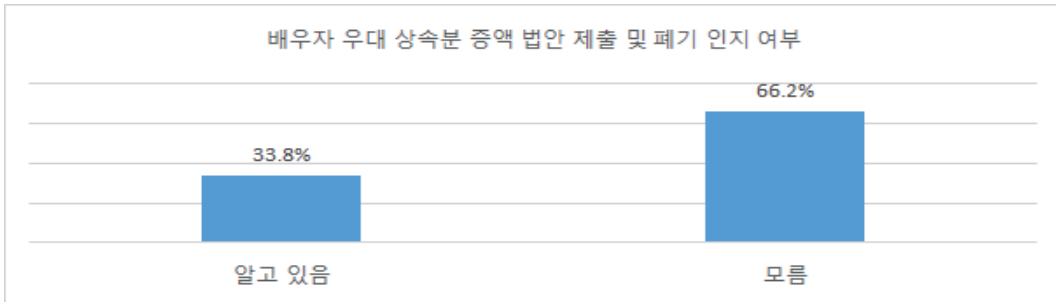 배우자 우대 상속분 증액 법안 제출 및 폐기 인지 여부
66.2%
33.8%
알고 있음
모름